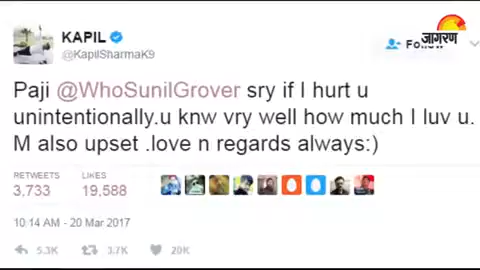 जागरण
KAPIL
@KapilSharmaK9
Follow
Paji @WhoSunilGrover sry if I hurt u
unintentionally.u knw vry well how much I luv u.
M also upset .love n regards always:)
RETWEETS LIKES
3,733 19,588
10:14 AM - 20 Mar 2017
5.3K 3.7K 20K